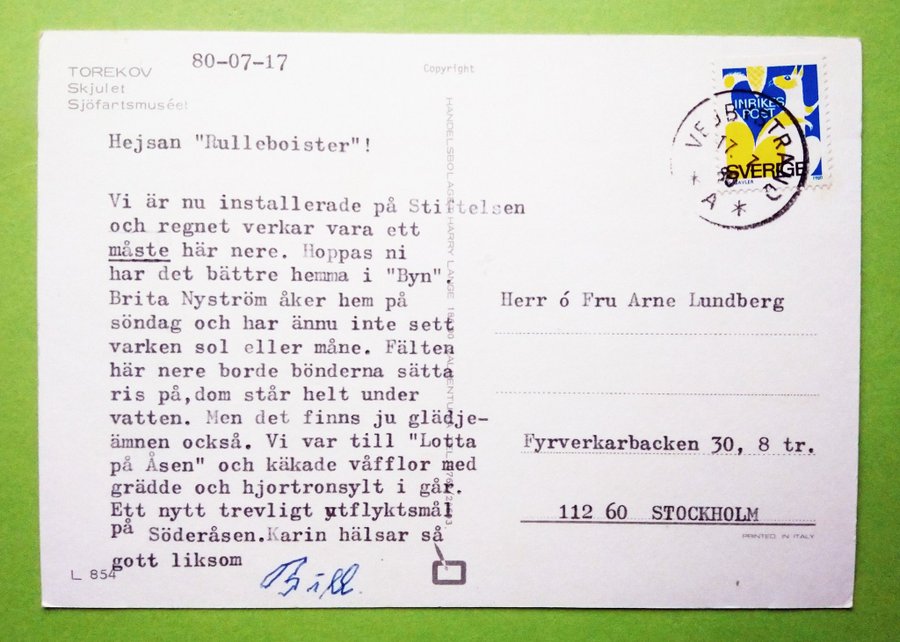 TOREKOV
Skjulet
Sjöfartsmuséet
80-07-17
Copyright
Hejsan "Rulleboister"!
Vi är nu installerade på Stiftelsen
och regnet verkar vara ett
måste här nere. Hoppas ni
har det bättre hemma i "Byn".
Brita Nyström åker hem på
söndag och har ännu inte sett
varken sol eller måne. Fälten
här nere borde bönderna sätta
ris på,dom står helt under
vatten. Men det finns ju glädje-
ämnen också. Vi var till "Lotta
på Åsen" och käkade våfflor med
grädde och hjortronsylt i går.
Ett nytt trevligt utflyktsmål
på Söderåsen.Karin hälsar så
gott liksom
Bill
L 854
HANDELSBOLAGET HARRY LANGE
INRIKES
POST
SVERIGE
VEJBYSTRAND
A
Herr ó Fru Arne Lundberg
Fyrverkarbacken 30, 8 tr.
112 60 STOCKHOLM
PRINTED IN ITALY